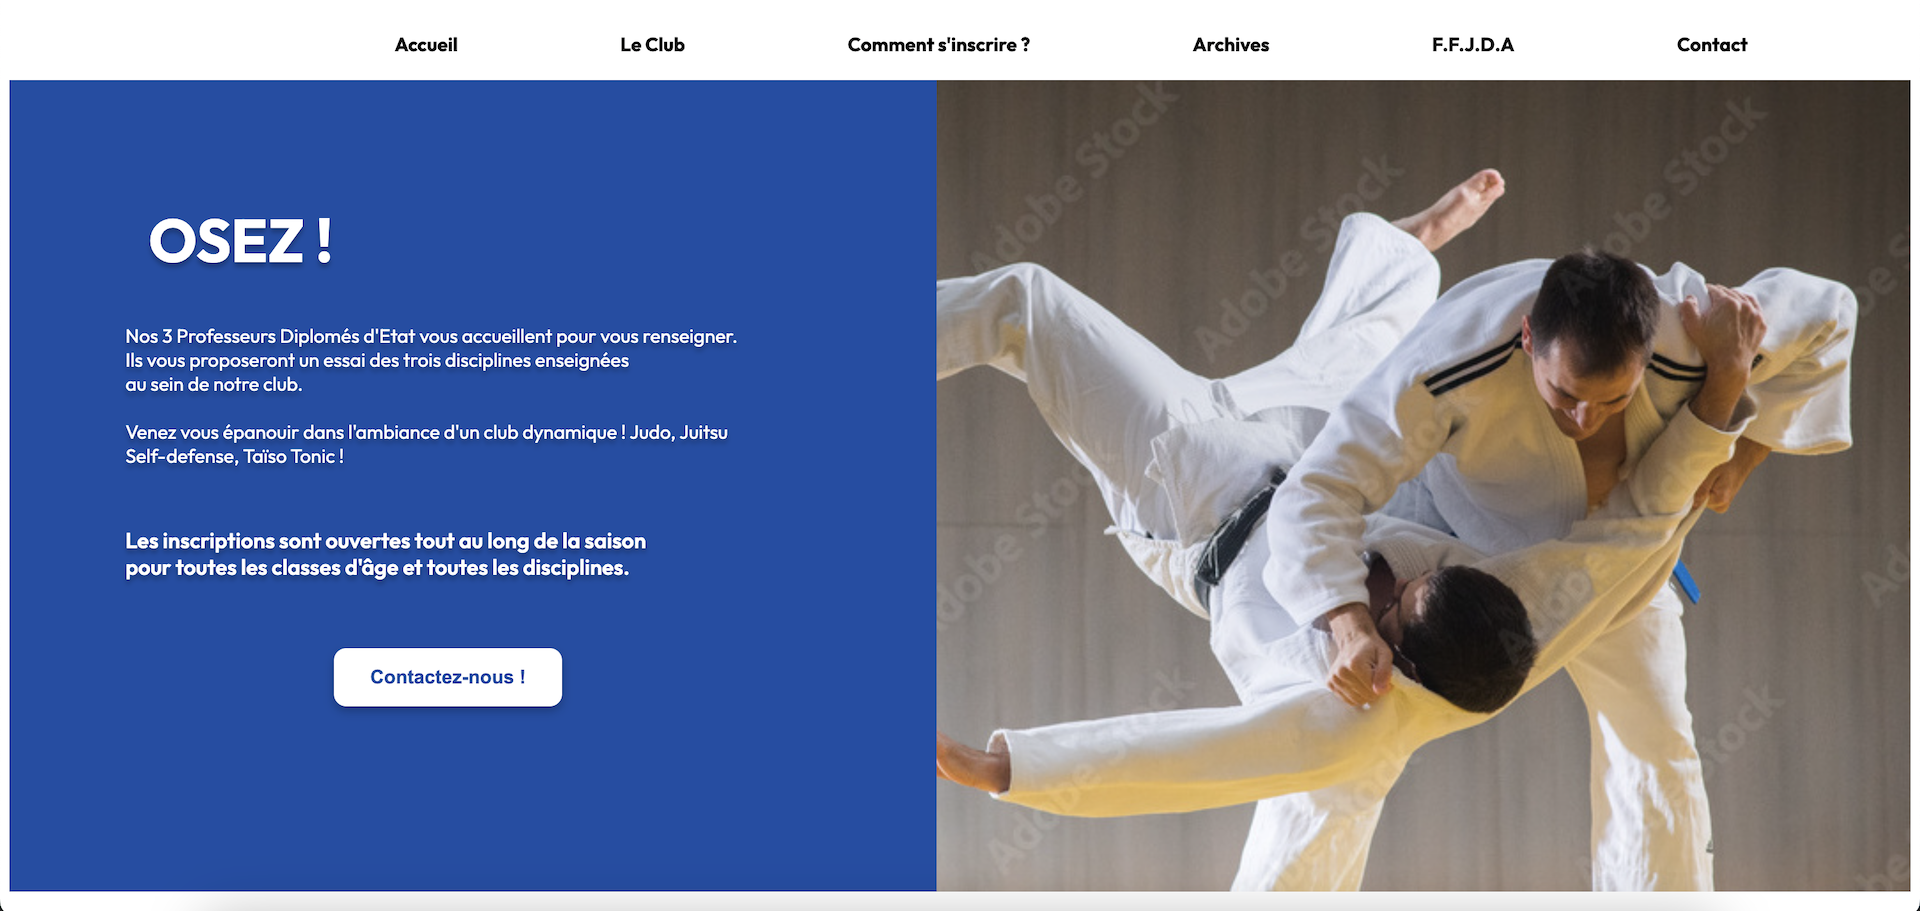 Accueil
Le Club
Comment s'inscrire ?
Archives
F.F.J.D.A
Contact
OSEZ !
Nos 3 Professeurs Diplomés d'Etat vous accueillent pour vous renseigner.
Ils vous proposeront un essai des trois disciplines enseignées
au sein de notre club.
Venez vous épanouir dans l'ambiance d'un club dynamique ! Judo, Juitsu
Self-defense, Taïso Tonic !
Les inscriptions sont ouvertes tout au long de la saison
pour toutes les classes d'âge et toutes les disciplines.
Contactez-nous !
Adobe Stock
Adobe Stock
Adobe Stock
Adobe Stock
Adobe Stock